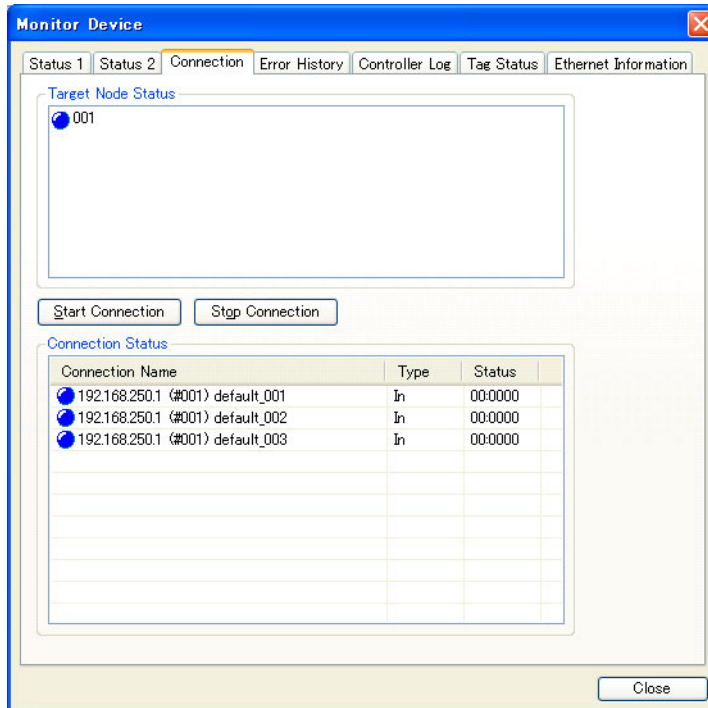 Monitor Device
Status 1 Status 2 Connection Error History Controller Log Tag Status Ethernet Information
Target Node Status
001
Start Connection Stop Connection
Connection Status
Connection Name Type Status
192.168.250.1 (#001) default_001 In 00:0000
192.168.250.1 (#001) default_002 In 00:0000
192.168.250.1 (#001) default_003 In 00:0000
Close